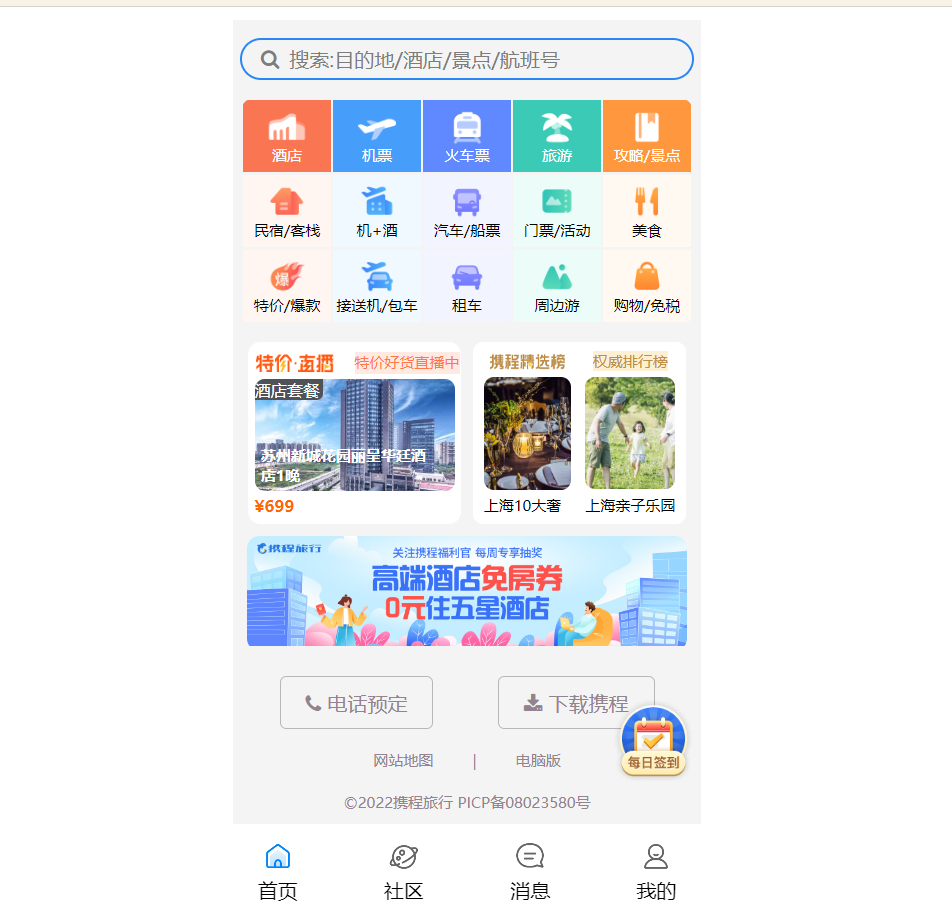 搜索:目的地/酒店/景点/航班号
酒店 机票 火车票 旅游 攻略/景点
民宿/客栈 机+酒 汽车/船票 门票/活动 美食
爆
特价/爆款 接送机/包车 租车 周边游 购物/免税
特价·直播 特价好货直播中
酒店套餐
苏州新城花园丽呈华廷酒
店1晚
¥699
携程精选榜 权威排行榜
上海10大奢 上海亲子乐园
携程旅行
关注携程福利官 每周专享抽奖
高端酒店免房券
0元住五星酒店
电话预定 下载携程
每日签到
网站地图 | 电脑版
©2022携程旅行 PICP备08023580号
首页 社区 消息 我的